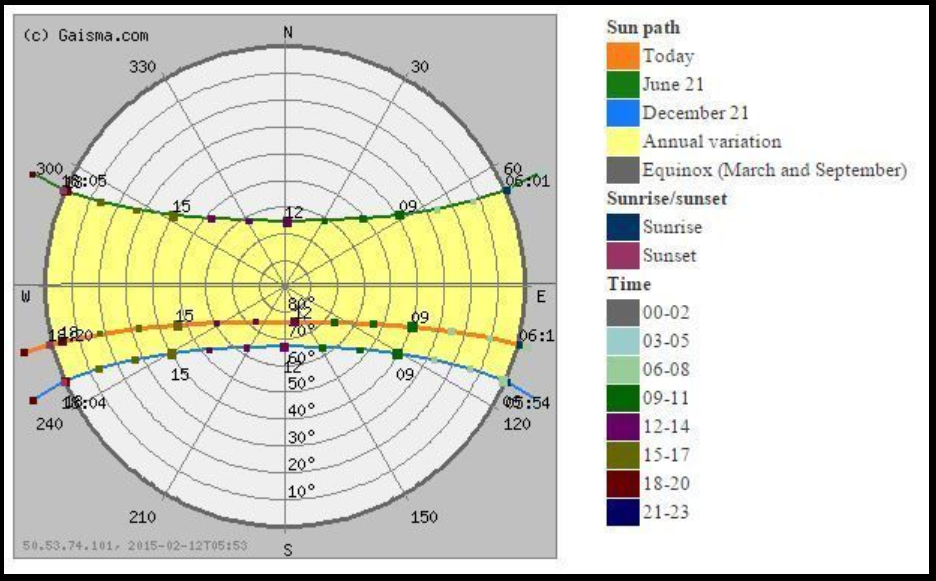 (c) Gaisma.com
N
330
30
300
60
18:05
06:01
15
12
09
W
E
80°
12
70°
15
09
18:20
06:1
60°
12
15
09
50°
18:04
05:54
40°
240
120
30°
20°
10°
210
150
50.53.74.101, 2015-02-12T05:53
S
Sun path
Today
June 21
December 21
Annual variation
Equinox (March and September)
Sunrise/sunset
Sunrise
Sunset
Time
00-02
03-05
06-08
09-11
12-14
15-17
18-20
21-23